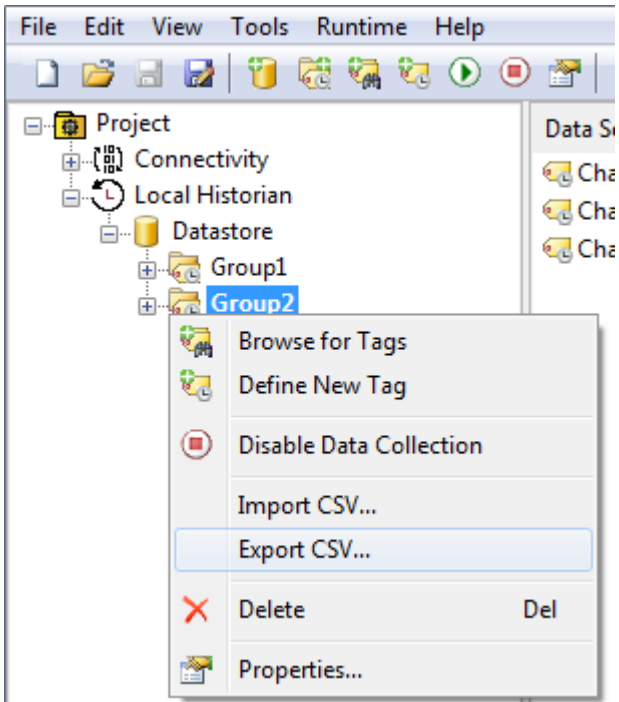 File Edit View Tools Runtime Help
Project
Connectivity
Local Historian
Datastore
Group1
Group2
Data
Cha
Cha
Cha
Browse for Tags
Define New Tag
Disable Data Collection
Import CSV...
Export CSV...
Delete Del
Properties...